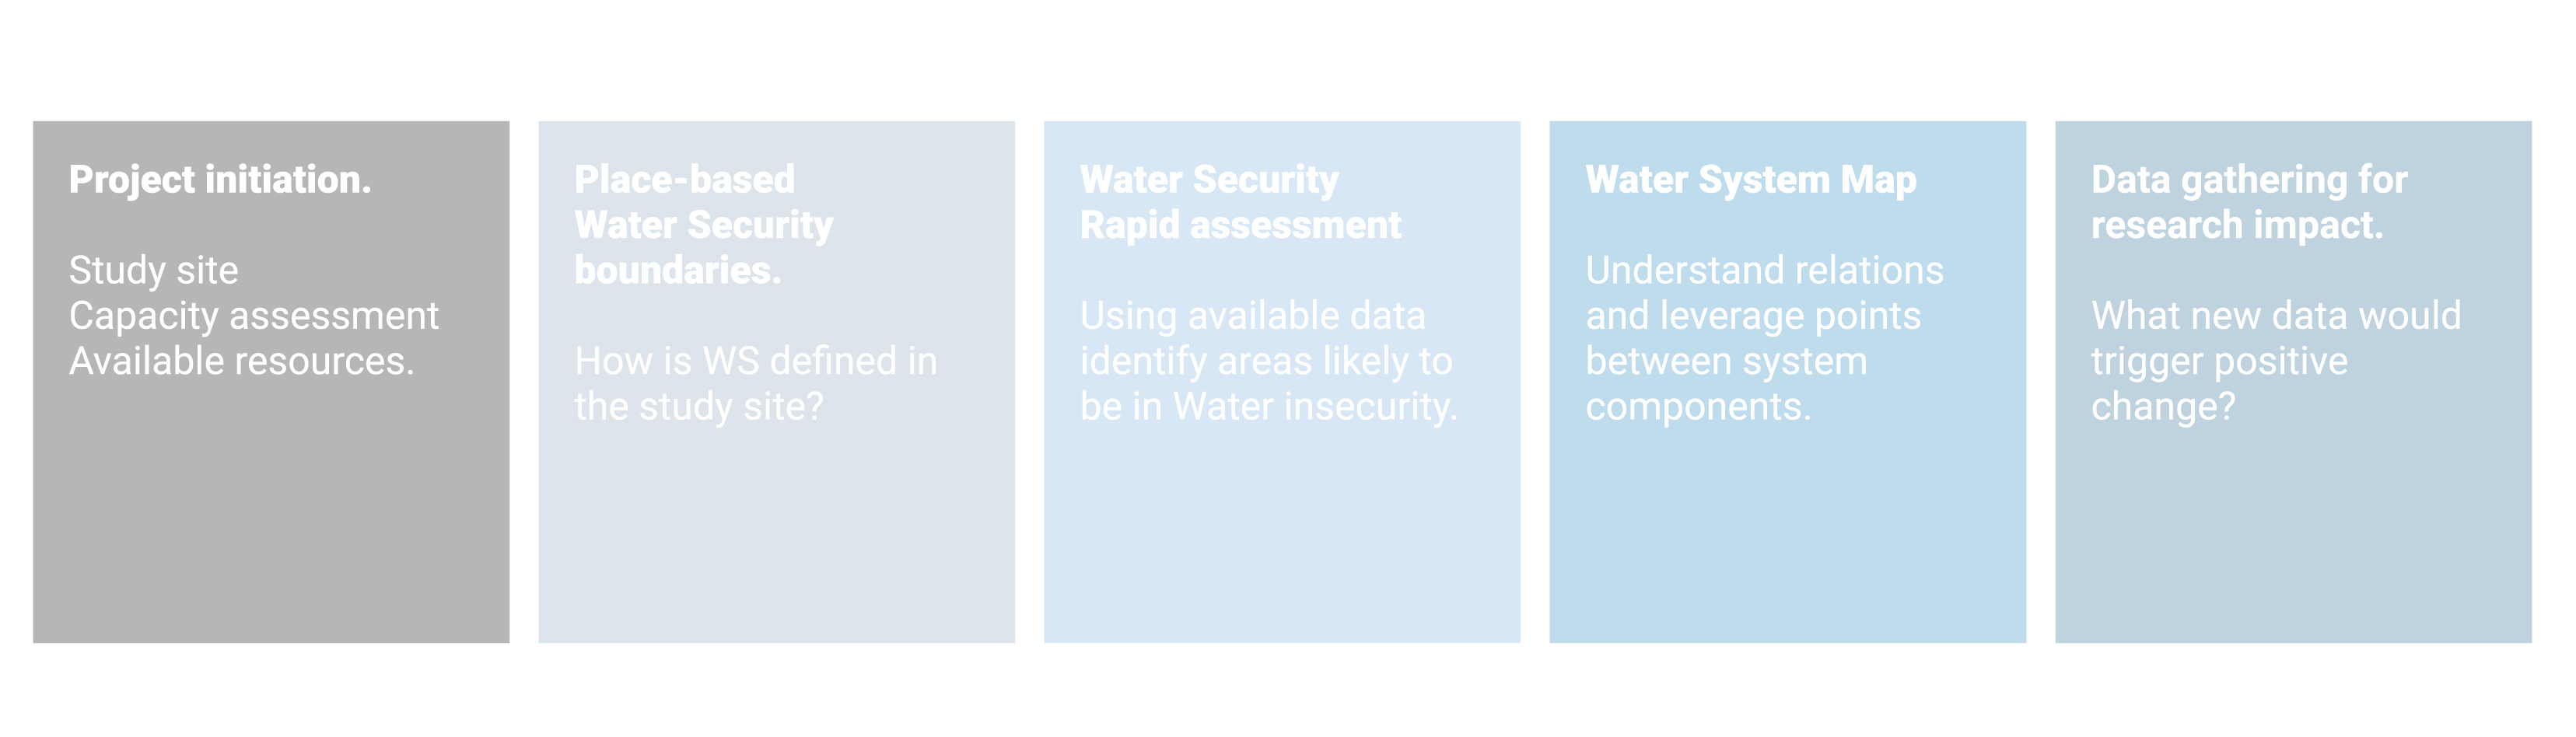 Project initiation.
Study site
Capacity assessment
Available resources.
Place-based
Water Security
boundaries.
How is WS defined in
the study site?
Water Security
Rapid assessment
Using available data
identify areas likely to
be in Water insecurity.
Water System Map
Understand relations
and leverage points
between system
components.
Data gathering for
research impact.
What new data would
trigger positive
change?